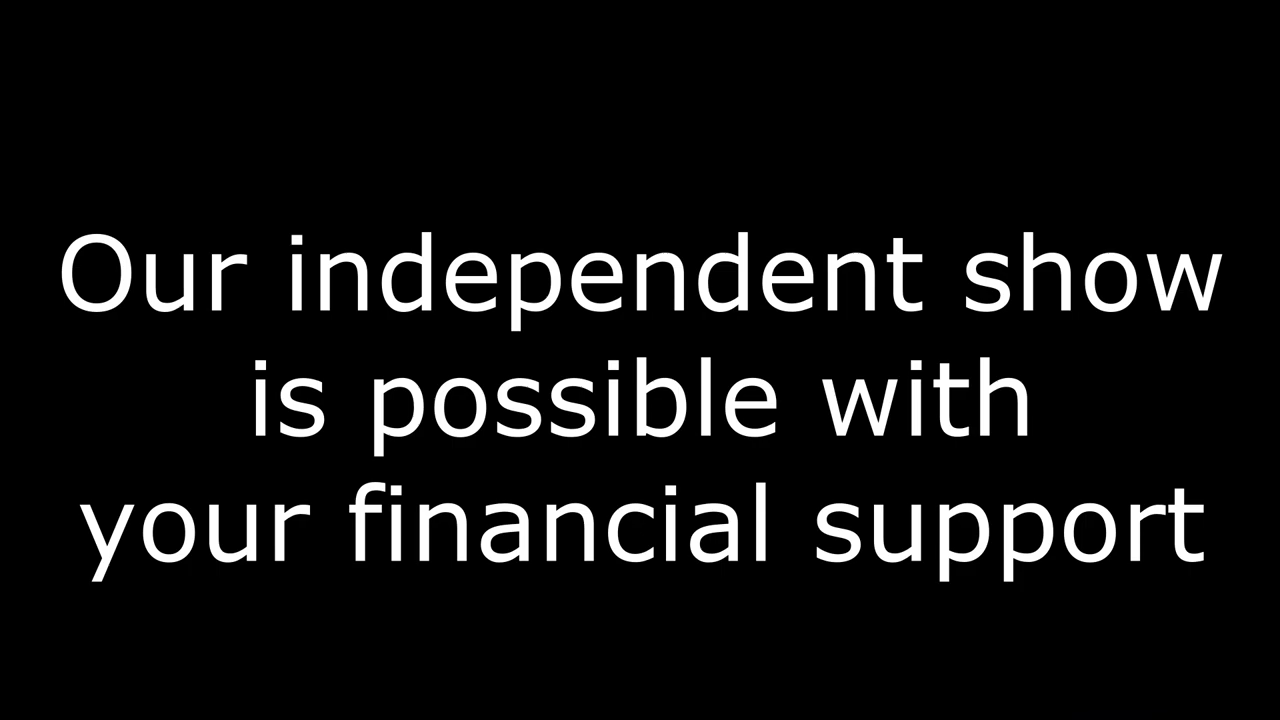 Our independent show
is possible with
your financial support